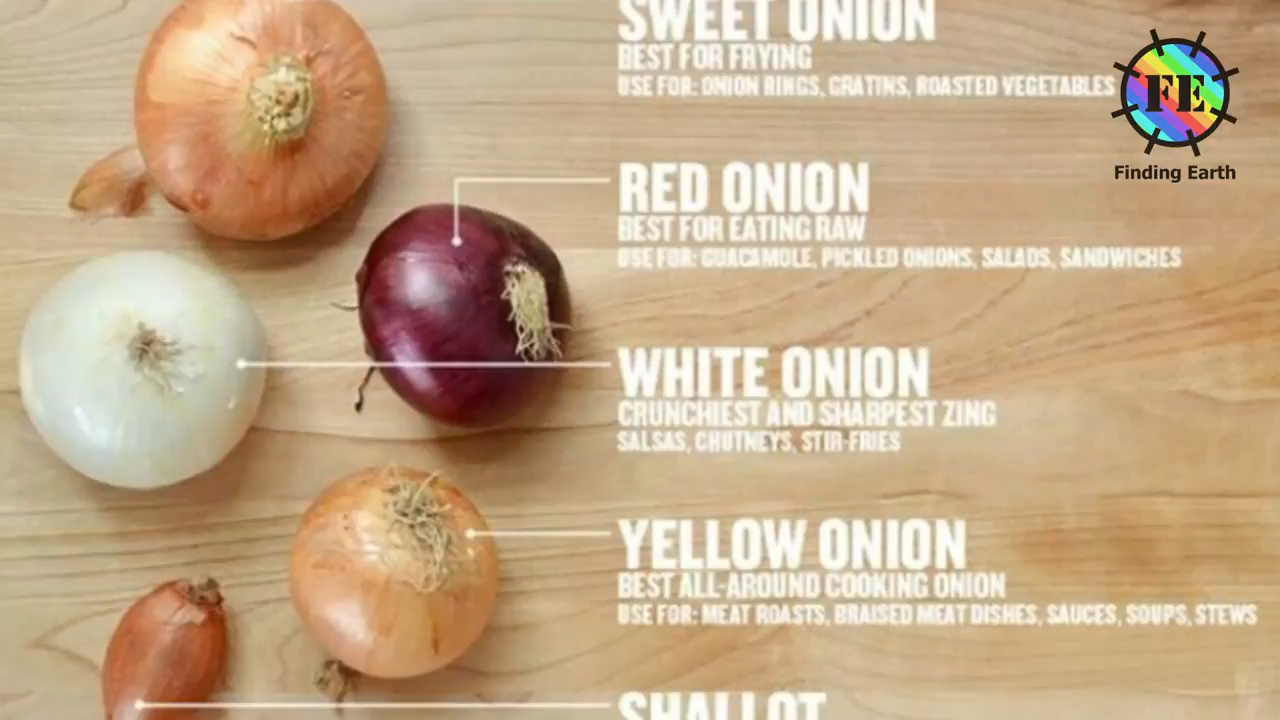 SWEET ONION
BEST FOR FRYING
USE FOR: ONION RINGS, GRATINS, ROASTED VEGETABLES
FE
Finding Earth
RED ONION
BEST FOR EATING RAW
USE FOR: GUACAMOLE, PICKLED ONIONS, SALADS, SANDWICHES
WHITE ONION
CRUNCHIEST AND SHARPEST ZING
SALSAS, CHUTNEYS, STIR-FRIES
YELLOW ONION
BEST ALL-AROUND COOKING ONION
USE FOR: MEAT ROASTS, BRAISED MEAT DISHES, SAUCES, SOUPS, STEWS
SHALLOT